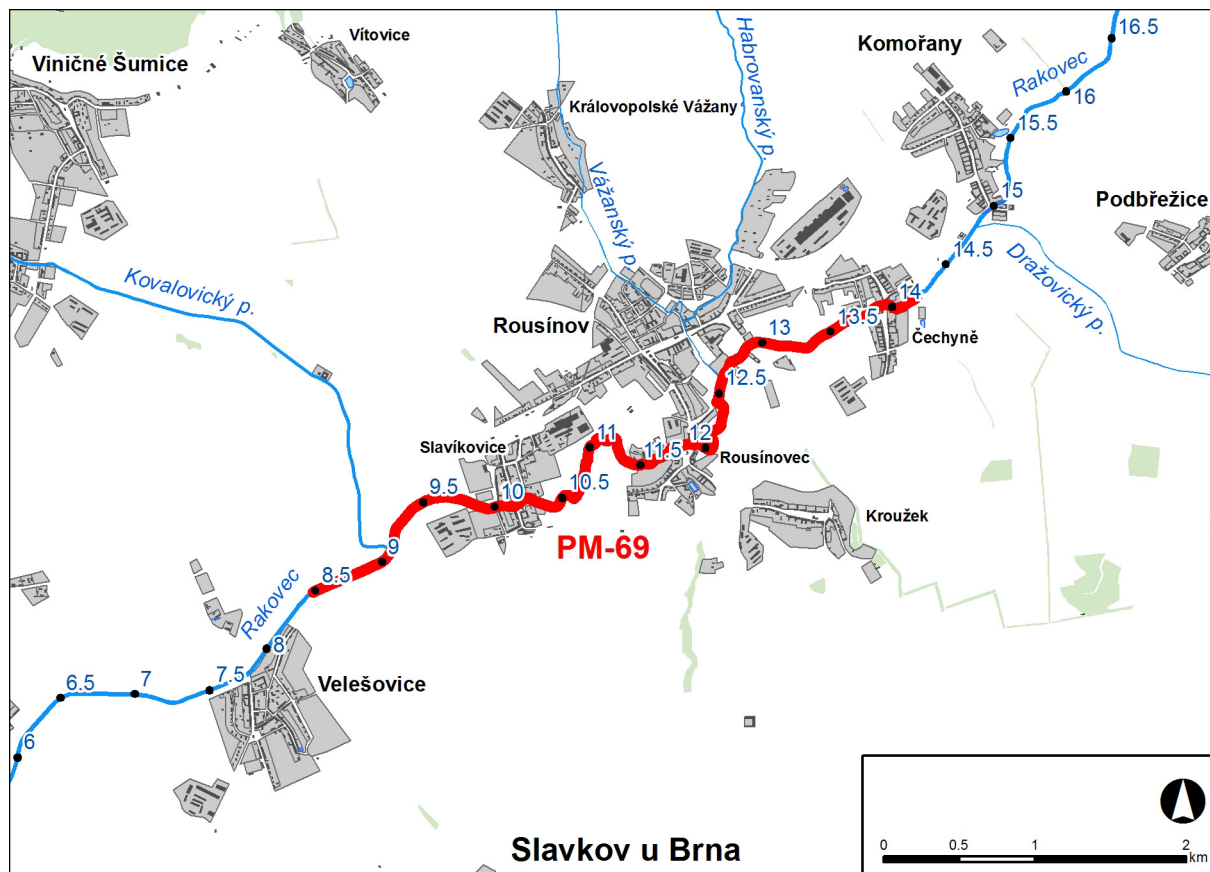 16.5
Vítovice
Komořany
Viničné Šumice
Habrovanský p.
Rakovec
16
Královopolské Vážany
15.5
Vážanský p.
15
Podbřežice
14.5
Dražovický p.
Kovalovický p.
14
Rousínov
13.5
13
Čechyně
12.5
11
12
Slavíkovice
11.5
Rousínovec
9.5
10
10.5
Kroužek
PM-69
9
8.5
Rakovec
8
7.5
Velešovice
6.5
7
6
Slavkov u Brna
0
0.5
1
2
km